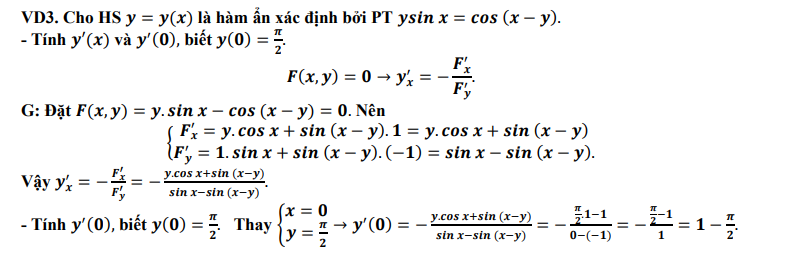 VD3. Cho HS y = y(x) là hàm ẩn xác định bởi PT ysin x = cos (x − y).
- Tính y′(x) và y′(0), biết y(0) = π/2.
F(x, y) = 0 → y′ₓ = −F′ₓ/F′ᵧ.
G: Đặt F(x, y) = y. sin x − cos (x − y) = 0. Nên
{ F′ₓ = y. cos x + sin (x − y). 1 = y. cos x + sin (x − y)
{ F′ᵧ = 1. sin x + sin (x − y). (−1) = sin x − sin (x − y).
Vậy y′ₓ = −F′ₓ/F′ᵧ = −(y.cos x+sin (x−y))/(sin x−sin (x−y)).
- Tính y′(0), biết y(0) = π/2. Thay {x = 0; y = π/2 → y′(0) = −(y.cos x+sin (x−y))/(sin x−sin (x−y)) = −(π/2.1−1)/(0−(−1)) = −(π/2−1)/1 = 1 − π/2.